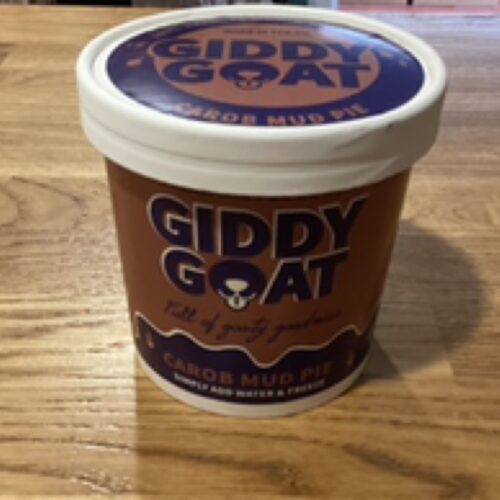 GIDDY
GOAT
CAROB MUD PIE
GIDDY
GOAT
Full of goaty goodness
CAROB MUD PIE
SIMPLY ADD WATER & FREEZE